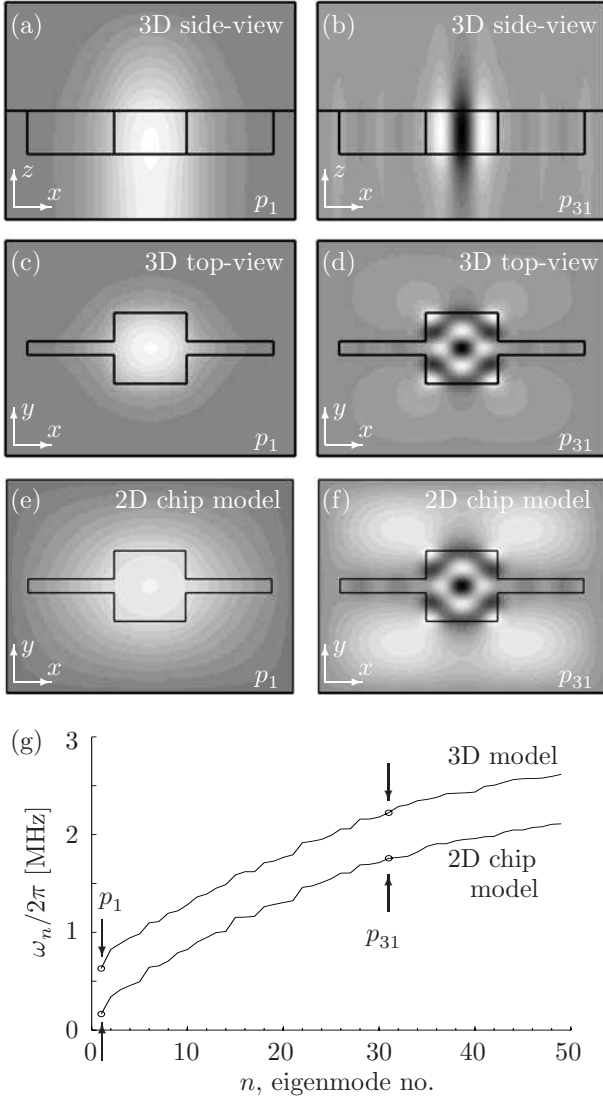 (a) 3D side-view
z
x
p₁
(b) 3D side-view
z
x
p₃₁
(c) 3D top-view
y
x
p₁
(d) 3D top-view
y
x
p₃₁
(e) 2D chip model
y
x
p₁
(f) 2D chip model
y
x
p₃₁
(g)
3
2
1
0
ωₙ/2π [MHz]
3D model
2D chip
model
p₁
p₃₁
0 10 20 30 40 50
n, eigenmode no.